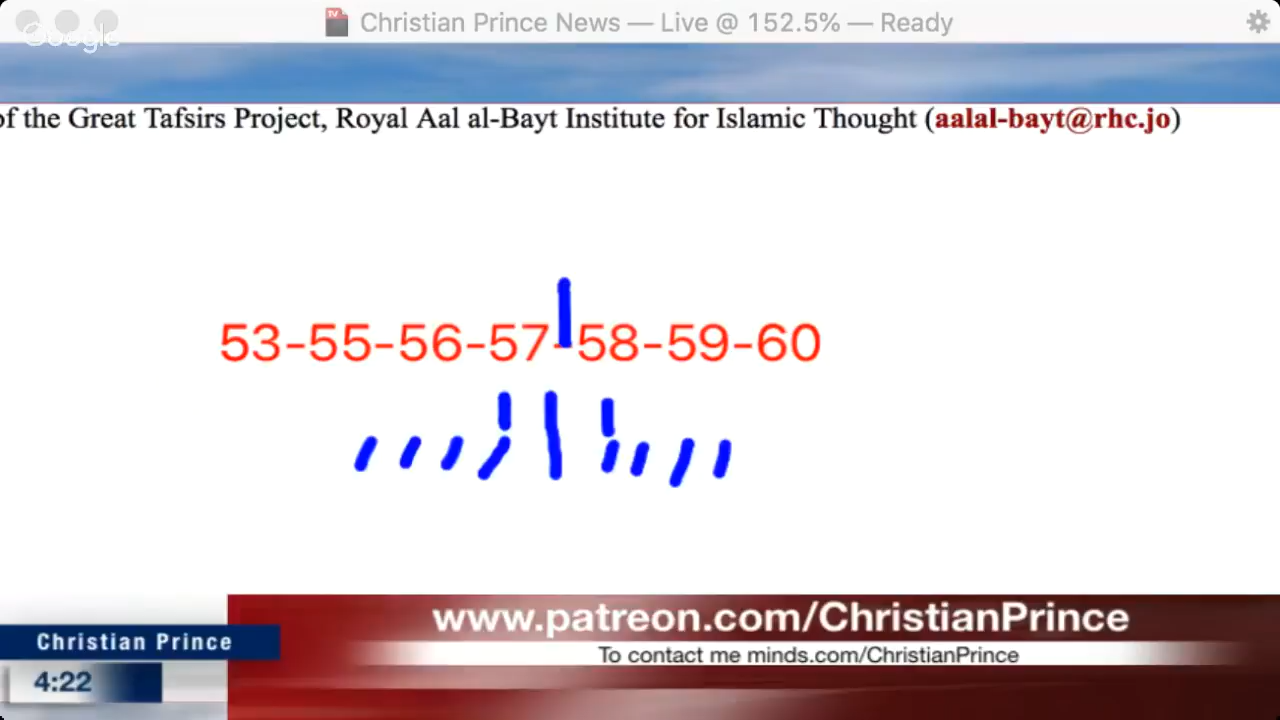 Christian Prince News — Live @ 152.5% — Ready
Google
of the Great Tafsirs Project, Royal Aal al-Bayt Institute for Islamic Thought (aalal-bayt@rhc.jo)
53-55-56-57-58-59-60
www.patreon.com/ChristianPrince
Christian Prince
To contact me minds.com/ChristianPrince
4:22